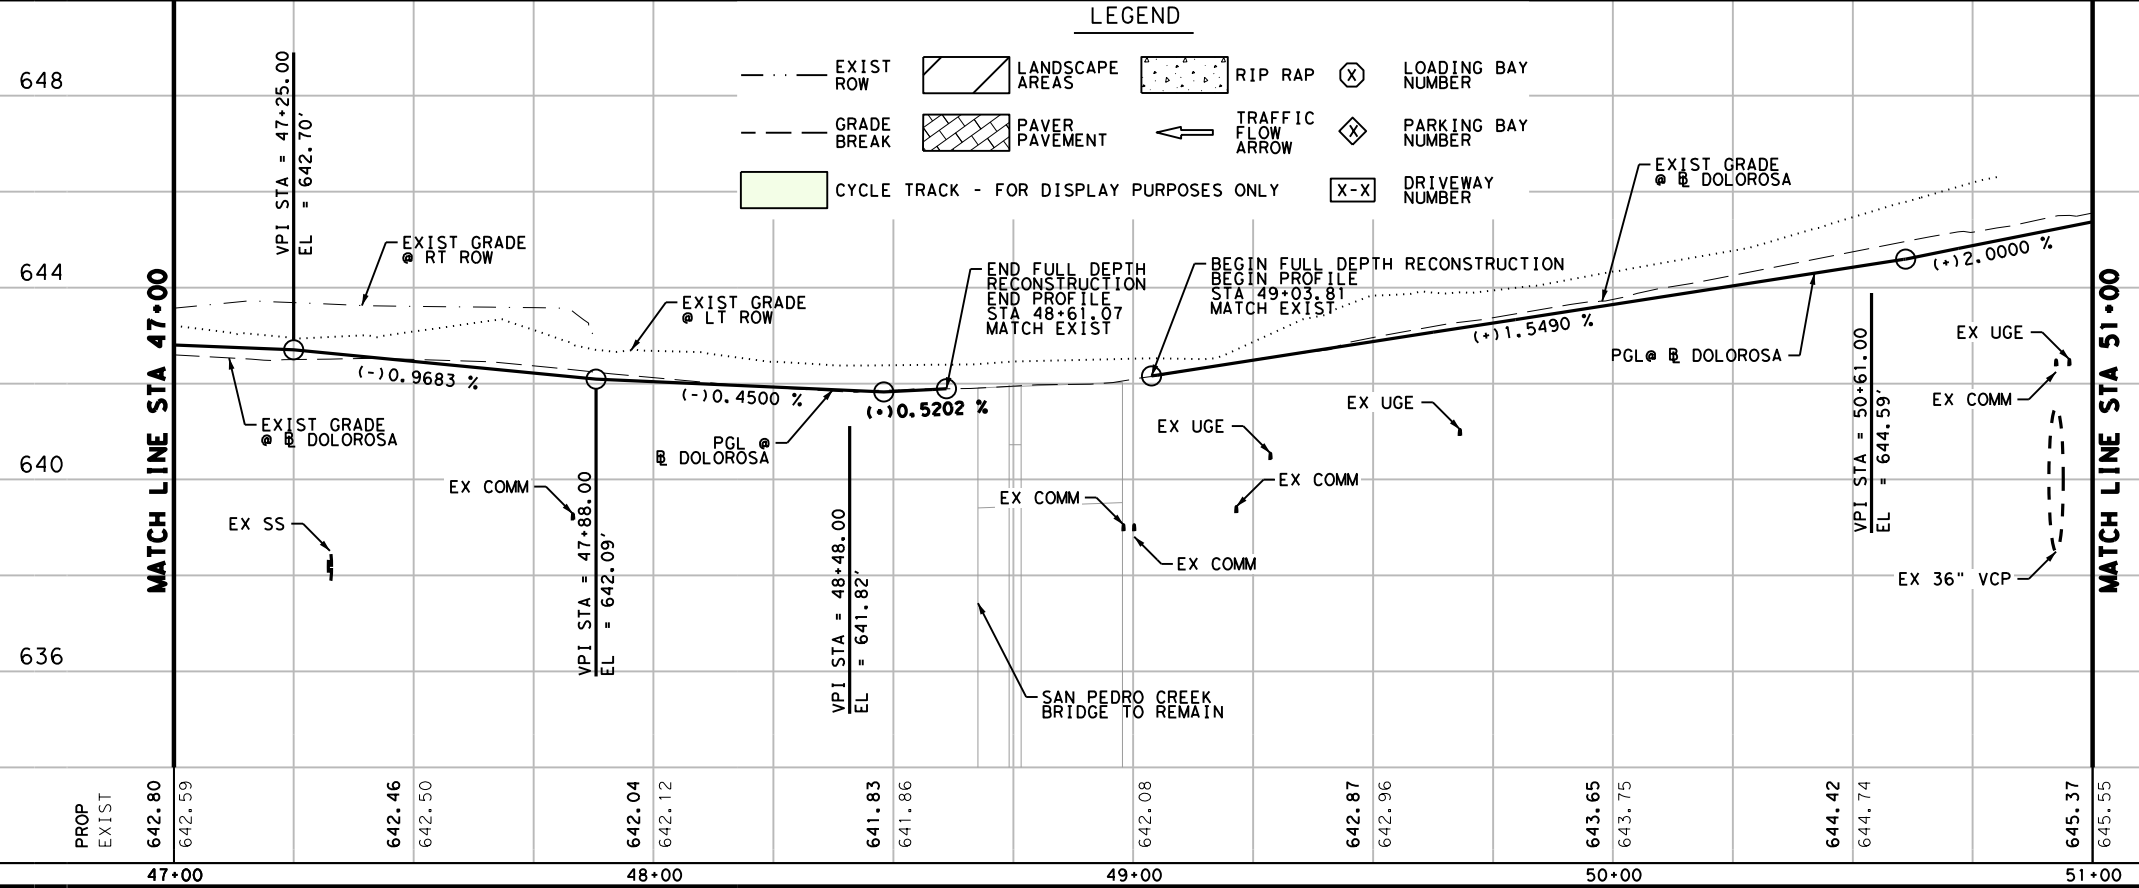 LEGEND
EXIST
ROW
LANDSCAPE
AREAS
RIP RAP
X
LOADING BAY
NUMBER
GRADE
BREAK
PAVER
PAVEMENT
TRAFFIC
FLOW
ARROW
X
PARKING BAY
NUMBER
CYCLE TRACK - FOR DISPLAY PURPOSES ONLY
X-X
DRIVEWAY
NUMBER
648
644
640
636
MATCH LINE STA 47+00
VPI STA = 47+25.00
EL = 642.70'
EXIST GRADE
@ RT ROW
EXIST GRADE
@ LT ROW
END FULL DEPTH
RECONSTRUCTION
END PROFILE
STA 48+61.07
MATCH EXIST
BEGIN FULL DEPTH RECONSTRUCTION
BEGIN PROFILE
STA 49+03.81
MATCH EXIST
EXIST GRADE
@ BL DOLOROSA
(+)2.0000 %
(-)0.9683 %
(-)0.4500 %
(+)0.5202 %
(+)1.5490 %
EXIST GRADE
@ BL DOLOROSA
PGL @
BL DOLOROSA
PGL@ BL DOLOROSA
EX UGE
EX COMM
EX UGE
EX UGE
EX COMM
EX COMM
EX COMM
EX COMM
EX SS
EX 36" VCP
VPI STA = 47+88.00
EL = 642.09'
VPI STA = 48+48.00
EL = 641.82'
VPI STA = 50+61.00
EL = 644.59'
SAN PEDRO CREEK
BRIDGE TO REMAIN
MATCH LINE STA 51+00
PROP
EXIST
642.80
642.59
642.46
642.50
642.04
642.12
641.83
641.86
642.08
642.87
642.96
643.65
643.75
644.42
644.74
645.37
645.55
47+00
48+00
49+00
50+00
51+00